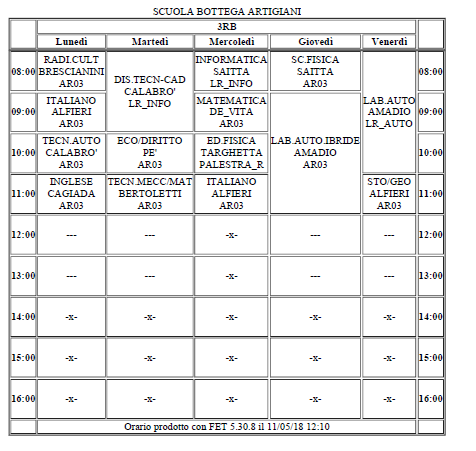 SCUOLA BOTTEGA ARTIGIANI
3RB
Lunedì Martedì Mercoledì Giovedì Venerdì
08:00 RADI.CULT BRESCIANINI AR03 DIS.TECN-CAD CALABRO' LR_INFO INFORMATICA SAITTA LR_INFO SC.FISICA SAITTA AR03 LAB.AUTO AMADIO LR_AUTO 08:00
09:00 ITALIANO ALFIERI AR03 MATEMATICA DE_VITA AR03 LAB.AUTO.IBRIDE AMADIO AR03 09:00
10:00 TECN.AUTO CALABRO' AR03 ECO/DIRITTO PE' AR03 ED.FISICA TARGHETTA PALESTRA_R 10:00
11:00 INGLESE CAGIADA AR03 TECN.MECC/MAT BERTOLETTI AR03 ITALIANO ALFIERI AR03 STO/GEO ALFIERI AR03 11:00
12:00 --- --- -x- --- --- 12:00
13:00 --- --- -x- --- --- 13:00
14:00 -x- -x- -x- -x- -x- 14:00
15:00 -x- -x- -x- -x- -x- 15:00
16:00 -x- -x- -x- -x- -x- 16:00
Orario prodotto con FET 5.30.8 il 11/05/18 12:10